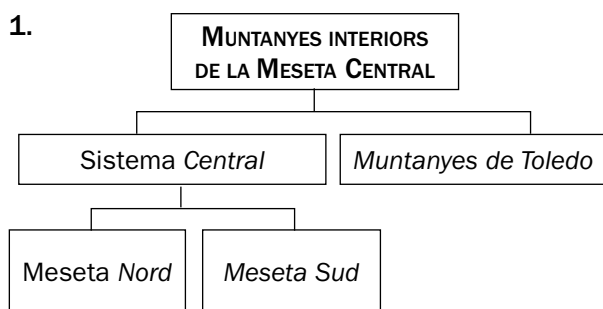 1.
MUNTANYES INTERIORS
DE LA MESETA CENTRAL
Sistema Central
Muntanyes de Toledo
Meseta Nord
Meseta Sud